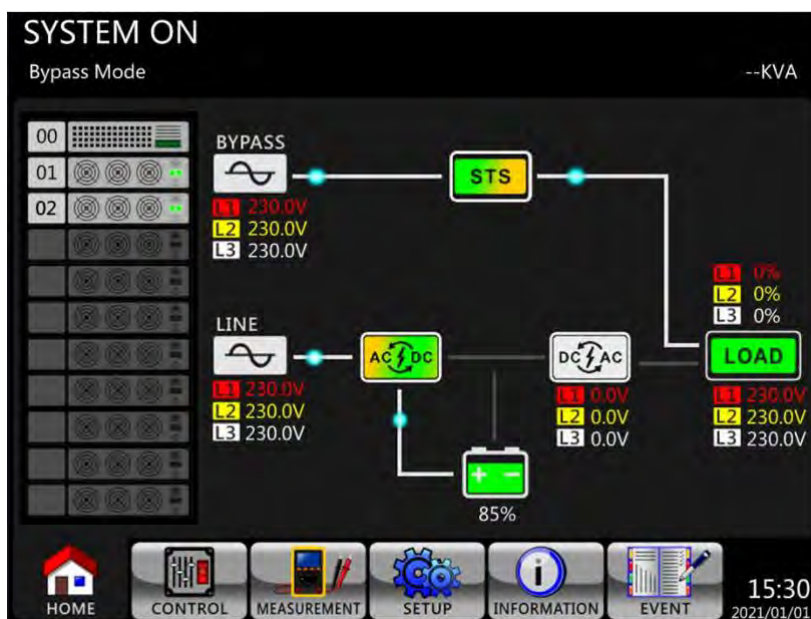 SYSTEM ON
Bypass Mode
--KVA
00
01
02
BYPASS
L1 230.0V
L2 230.0V
L3 230.0V
STS
L1 0%
L2 0%
L3 0%
LINE
AC DC
DC AC
LOAD
L1 230.0V
L2 230.0V
L3 230.0V
L1 0.0V
L2 0.0V
L3 0.0V
L1 230.0V
L2 230.0V
L3 230.0V
+ -
85%
HOME
CONTROL
MEASUREMENT
SETUP
i
INFORMATION
EVENT
15:30
2021/01/01